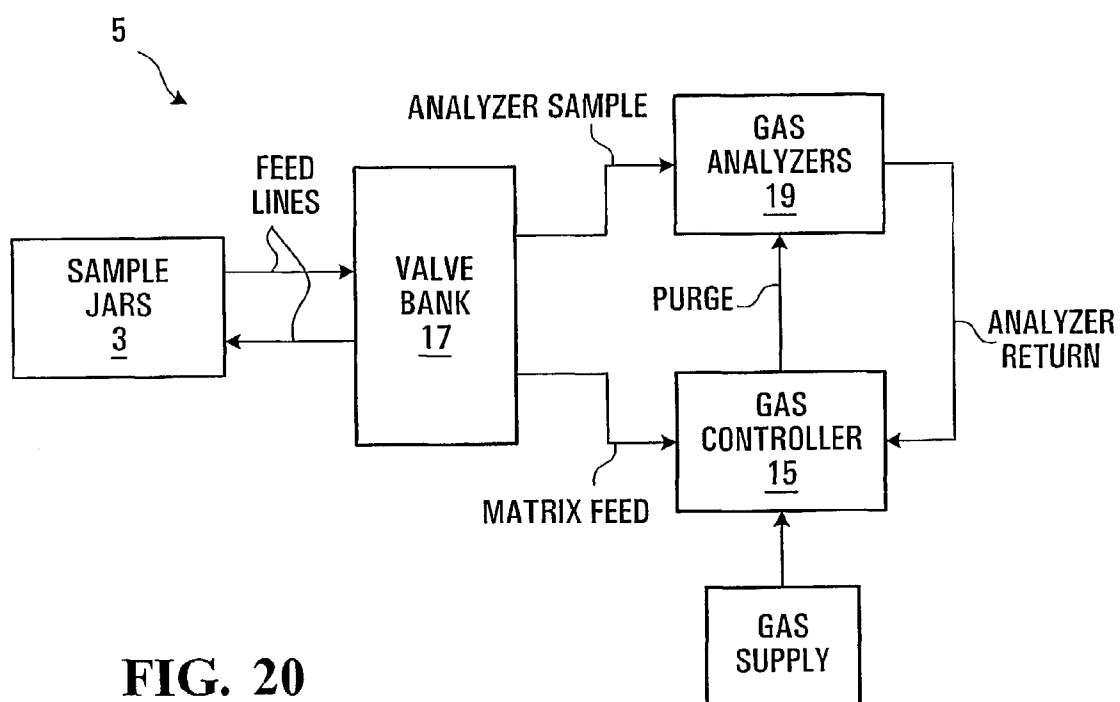 5
ANALYZER SAMPLE
GAS
ANALYZERS
19
FEED
LINES
SAMPLE
JARS
3
VALVE
BANK
17
PURGE
ANALYZER
RETURN
GAS
CONTROLLER
15
MATRIX FEED
GAS
SUPPLY
FIG. 20